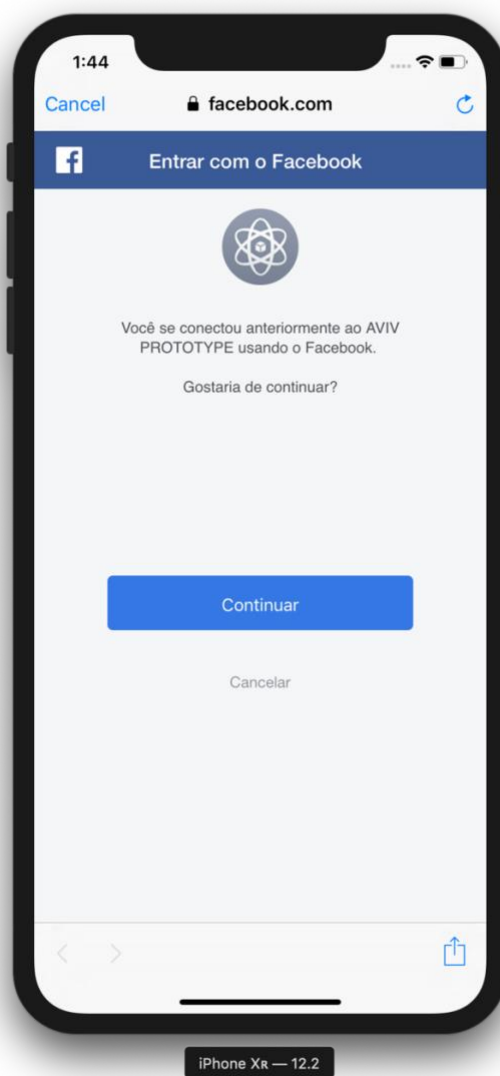 1:44
Cancel facebook.com
Entrar com o Facebook
Você se conectou anteriormente ao AVIV
PROTOTYPE usando o Facebook.
Gostaria de continuar?
Continuar
Cancelar
iPhone XR — 12.2